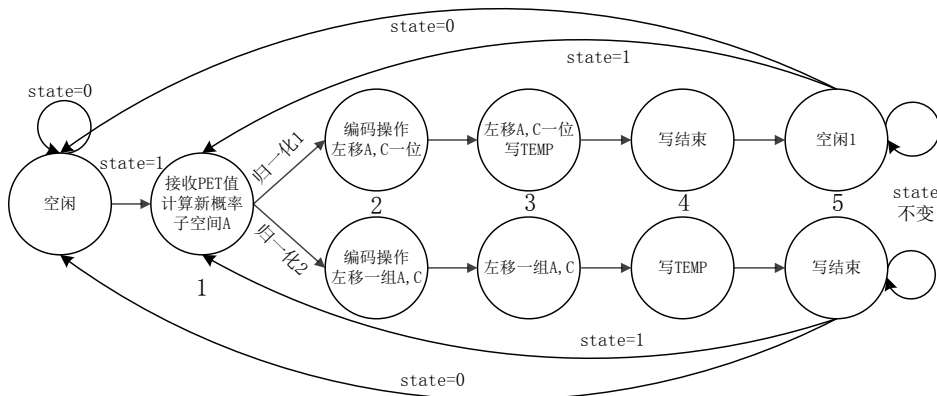 state=0
state=1
state=0
state=1
空闲
接收PET值
计算新概率
子空间A
1
归一化1
归一化2
编码操作
左移A,C一位
2
左移A,C一位
写TEMP
3
写结束
4
空闲1
5
state
不变
编码操作
左移一组A,C
左移一组A,C
写TEMP
写结束
state=1
state=0